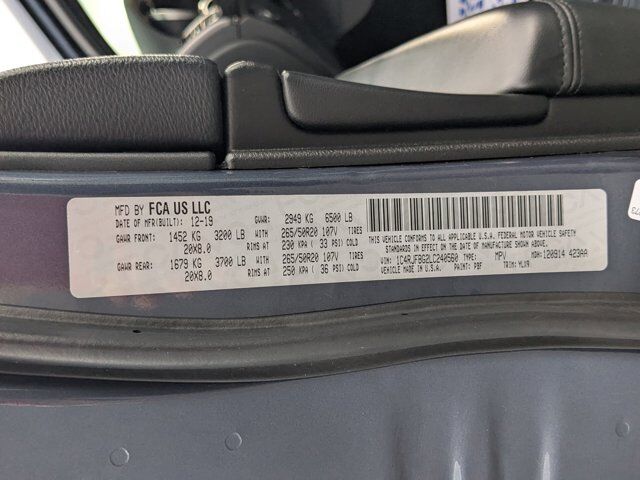 MFD BY FCA US LLC
DATE OF MFR(BUILT): 12-19 GVWR: 2949 KG 6500 LB
GAWR FRONT: 1452 KG 3200 LB WITH 265/50R20 107V TIRES
20X8.0 RIMS AT 230 KPA ( 33 PSI) COLD
GAWR REAR: 1679 KG 3700 LB WITH 265/50R20 107V TIRES
20X8.0 RIMS AT 250 KPA ( 36 PSI) COLD
THIS VEHICLE CONFORMS TO ALL U.S.A. FEDERAL MOTOR VEHICLE SAFETY
STANDARDS IN EFFECT ON THE DATE OF MANUFACTURE SHOWN ABOVE.
VIN: 1C4RJFBG2LC240560 TYPE: MPV MDH: 120914 423AA
VEHICLE MADE IN U.S.A. PAINT: PBF TRIM: YLX9